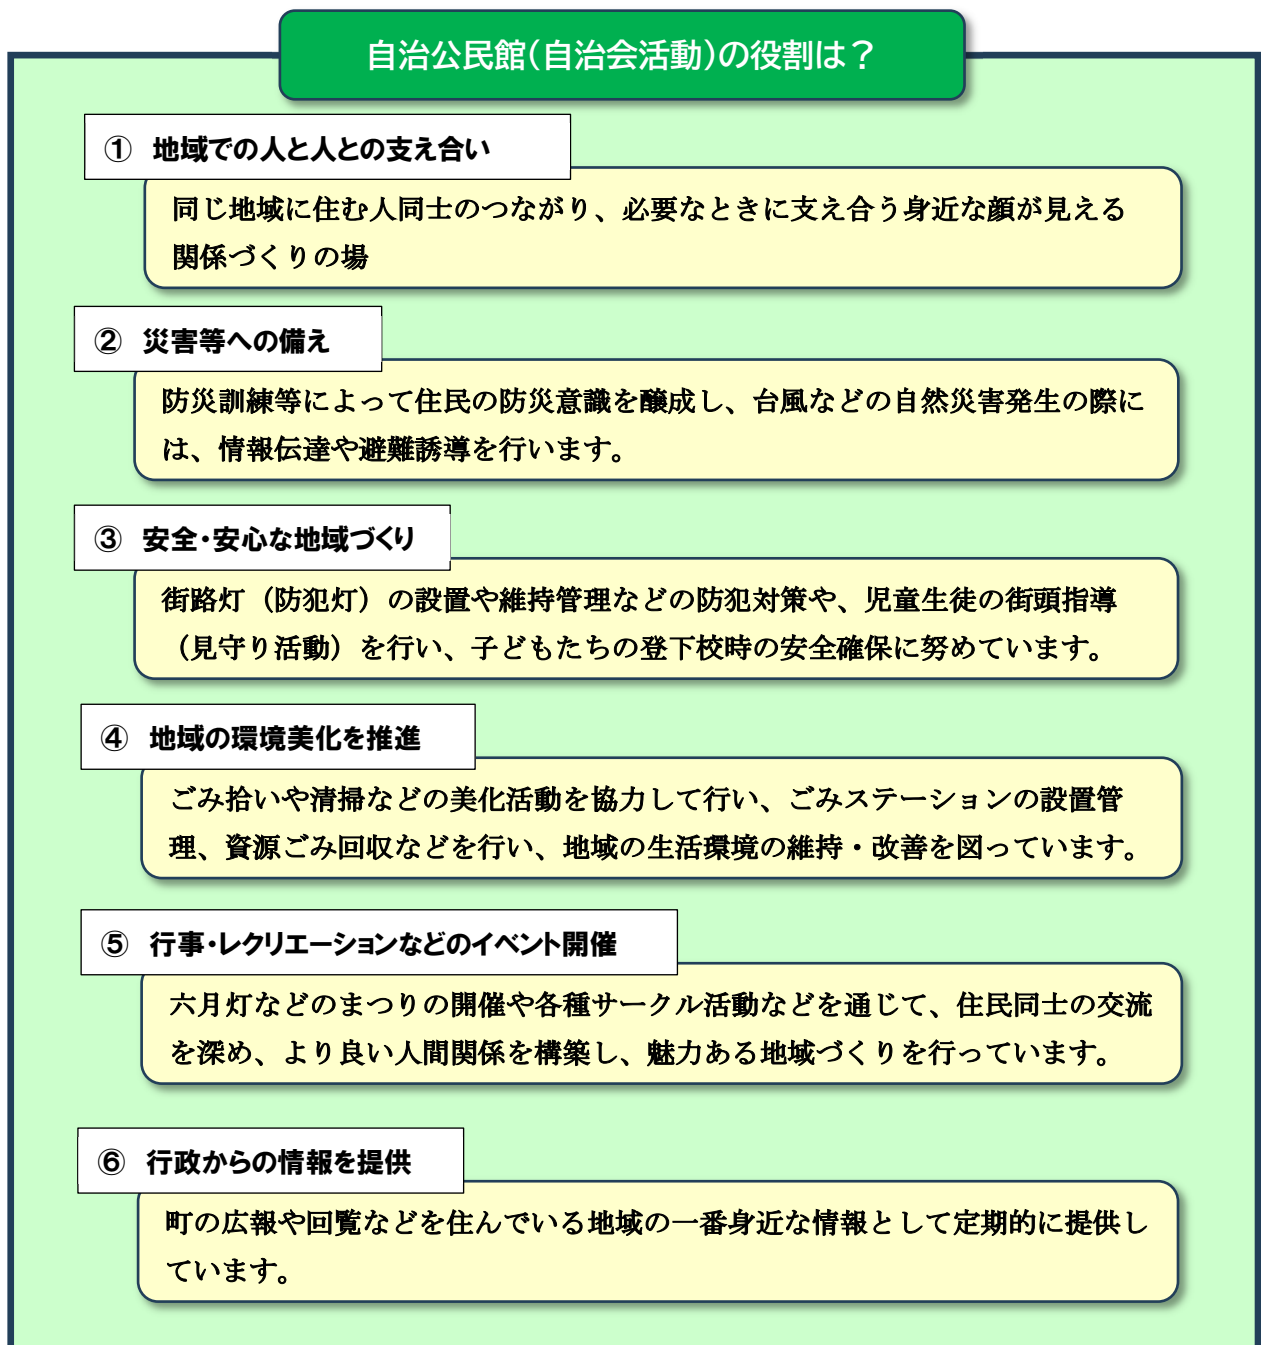 自治公民館(自治会活動)の役割は？
① 地域での人と人との支え合い
同じ地域に住む人同士のつながり、必要なときに支え合う身近な顔が見える
関係づくりの場
② 災害等への備え
防災訓練等によって住民の防災意識を醸成し、台風などの自然災害発生の際に
は、情報伝達や避難誘導を行います。
③ 安全・安心な地域づくり
街路灯（防犯灯）の設置や維持管理などの防犯対策や、児童生徒の街頭指導
（見守り活動）を行い、子どもたちの登下校時の安全確保に努めています。
④ 地域の環境美化を推進
ごみ拾いや清掃などの美化活動を協力して行い、ごみステーションの設置管
理、資源ごみ回収などを行い、地域の生活環境の維持・改善を図っています。
⑤ 行事・レクリエーションなどのイベント開催
六月灯などのまつりの開催や各種サークル活動などを通じて、住民同士の交流
を深め、より良い人間関係を構築し、魅力ある地域づくりを行っています。
⑥ 行政からの情報を提供
町の広報や回覧などを住んでいる地域の一番身近な情報として定期的に提供し
ています。